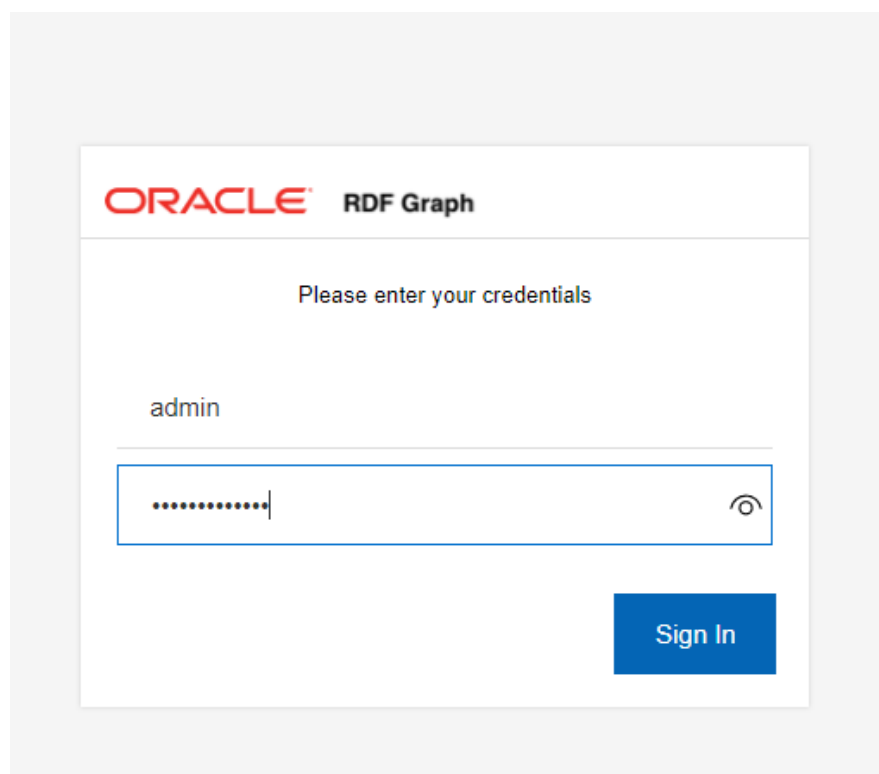 ORACLE RDF Graph
Please enter your credentials
admin
•••••••••••••
Sign In